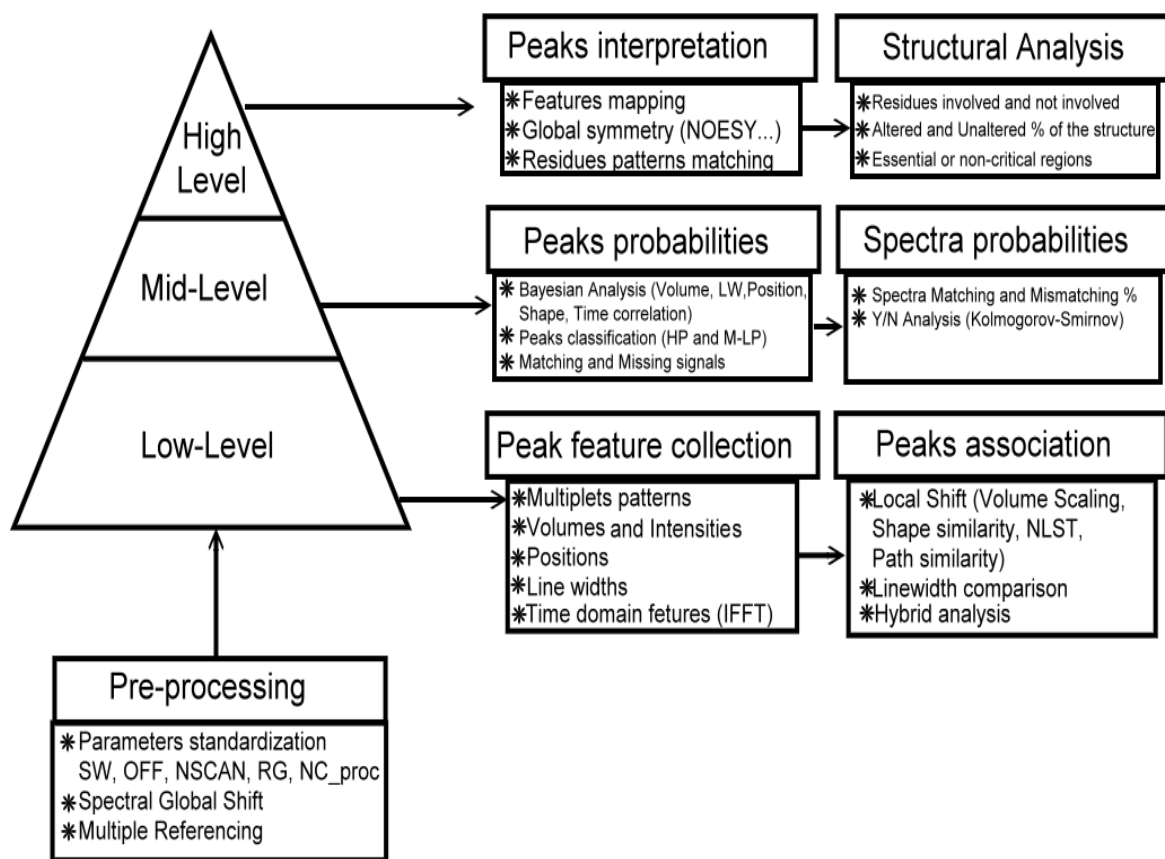 High
Level
Mid-Level
Low-Level
Peaks interpretation
✳Features mapping
✳Global symmetry (NOESY...)
✳Residues patterns matching
Structural Analysis
✳Residues involved and not involved
✳Altered and Unaltered % of the structure
✳Essential or non-critical regions
Peaks probabilities
✳ Bayesian Analysis (Volume, LW,Position,
Shape, Time correlation)
✳ Peaks classification (HP and M-LP)
✳ Matching and Missing signals
Spectra probabilities
✳ Spectra Matching and Mismatching %
✳ Y/N Analysis (Kolmogorov-Smirnov)
Peak feature collection
✳Multiplets patterns
✳Volumes and Intensities
✳Positions
✳Line widths
✳Time domain fetures (IFFT)
Peaks association
✳Local Shift (Volume Scaling,
Shape similarity, NLST,
Path similarity)
✳Linewidth comparison
✳Hybrid analysis
Pre-processing
✳Parameters standardization
SW, OFF, NSCAN, RG, NC_proc
✳Spectral Global Shift
✳Multiple Referencing